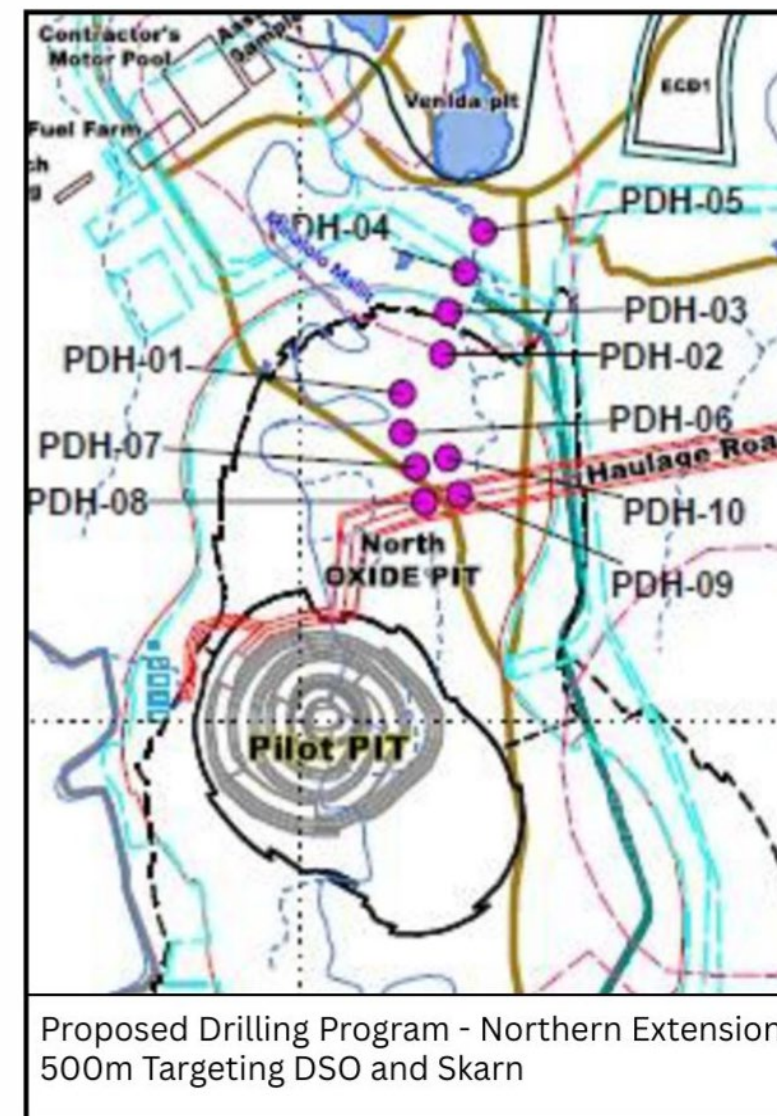 Contractor's
Motor Pool
Sample
Fuel Farm
Venida pit
ECD1
PDH-05
DH-04
PDH-03
PDH-01
PDH-02
PDH-06
PDH-07
Haulage Roa
PDH-08
PDH-10
North
OXIDE PIT
PDH-09
Pilot PIT
Proposed Drilling Program - Northern Extension
500m Targeting DSO and Skarn